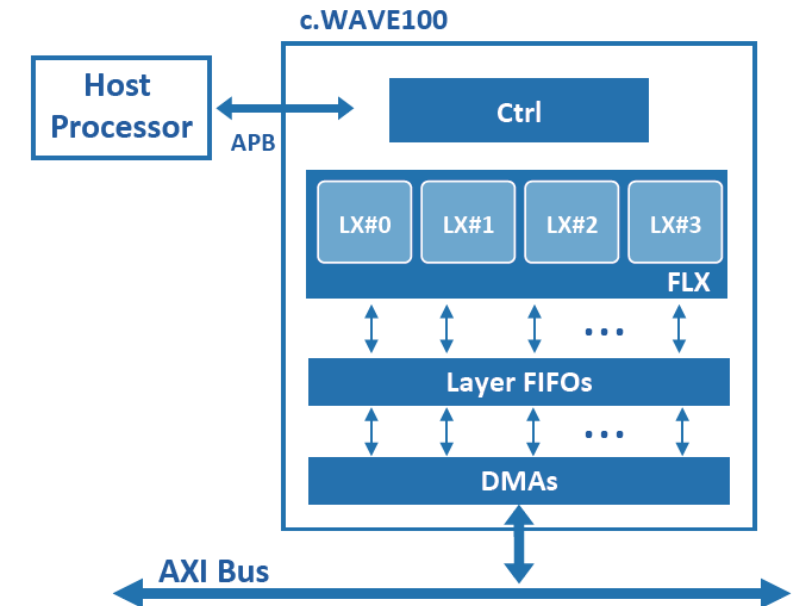 c.WAVE100
Host
Processor
APB
Ctrl
LX#0 LX#1 LX#2 LX#3
FLX
...
Layer FIFOs
...
DMAs
AXI Bus